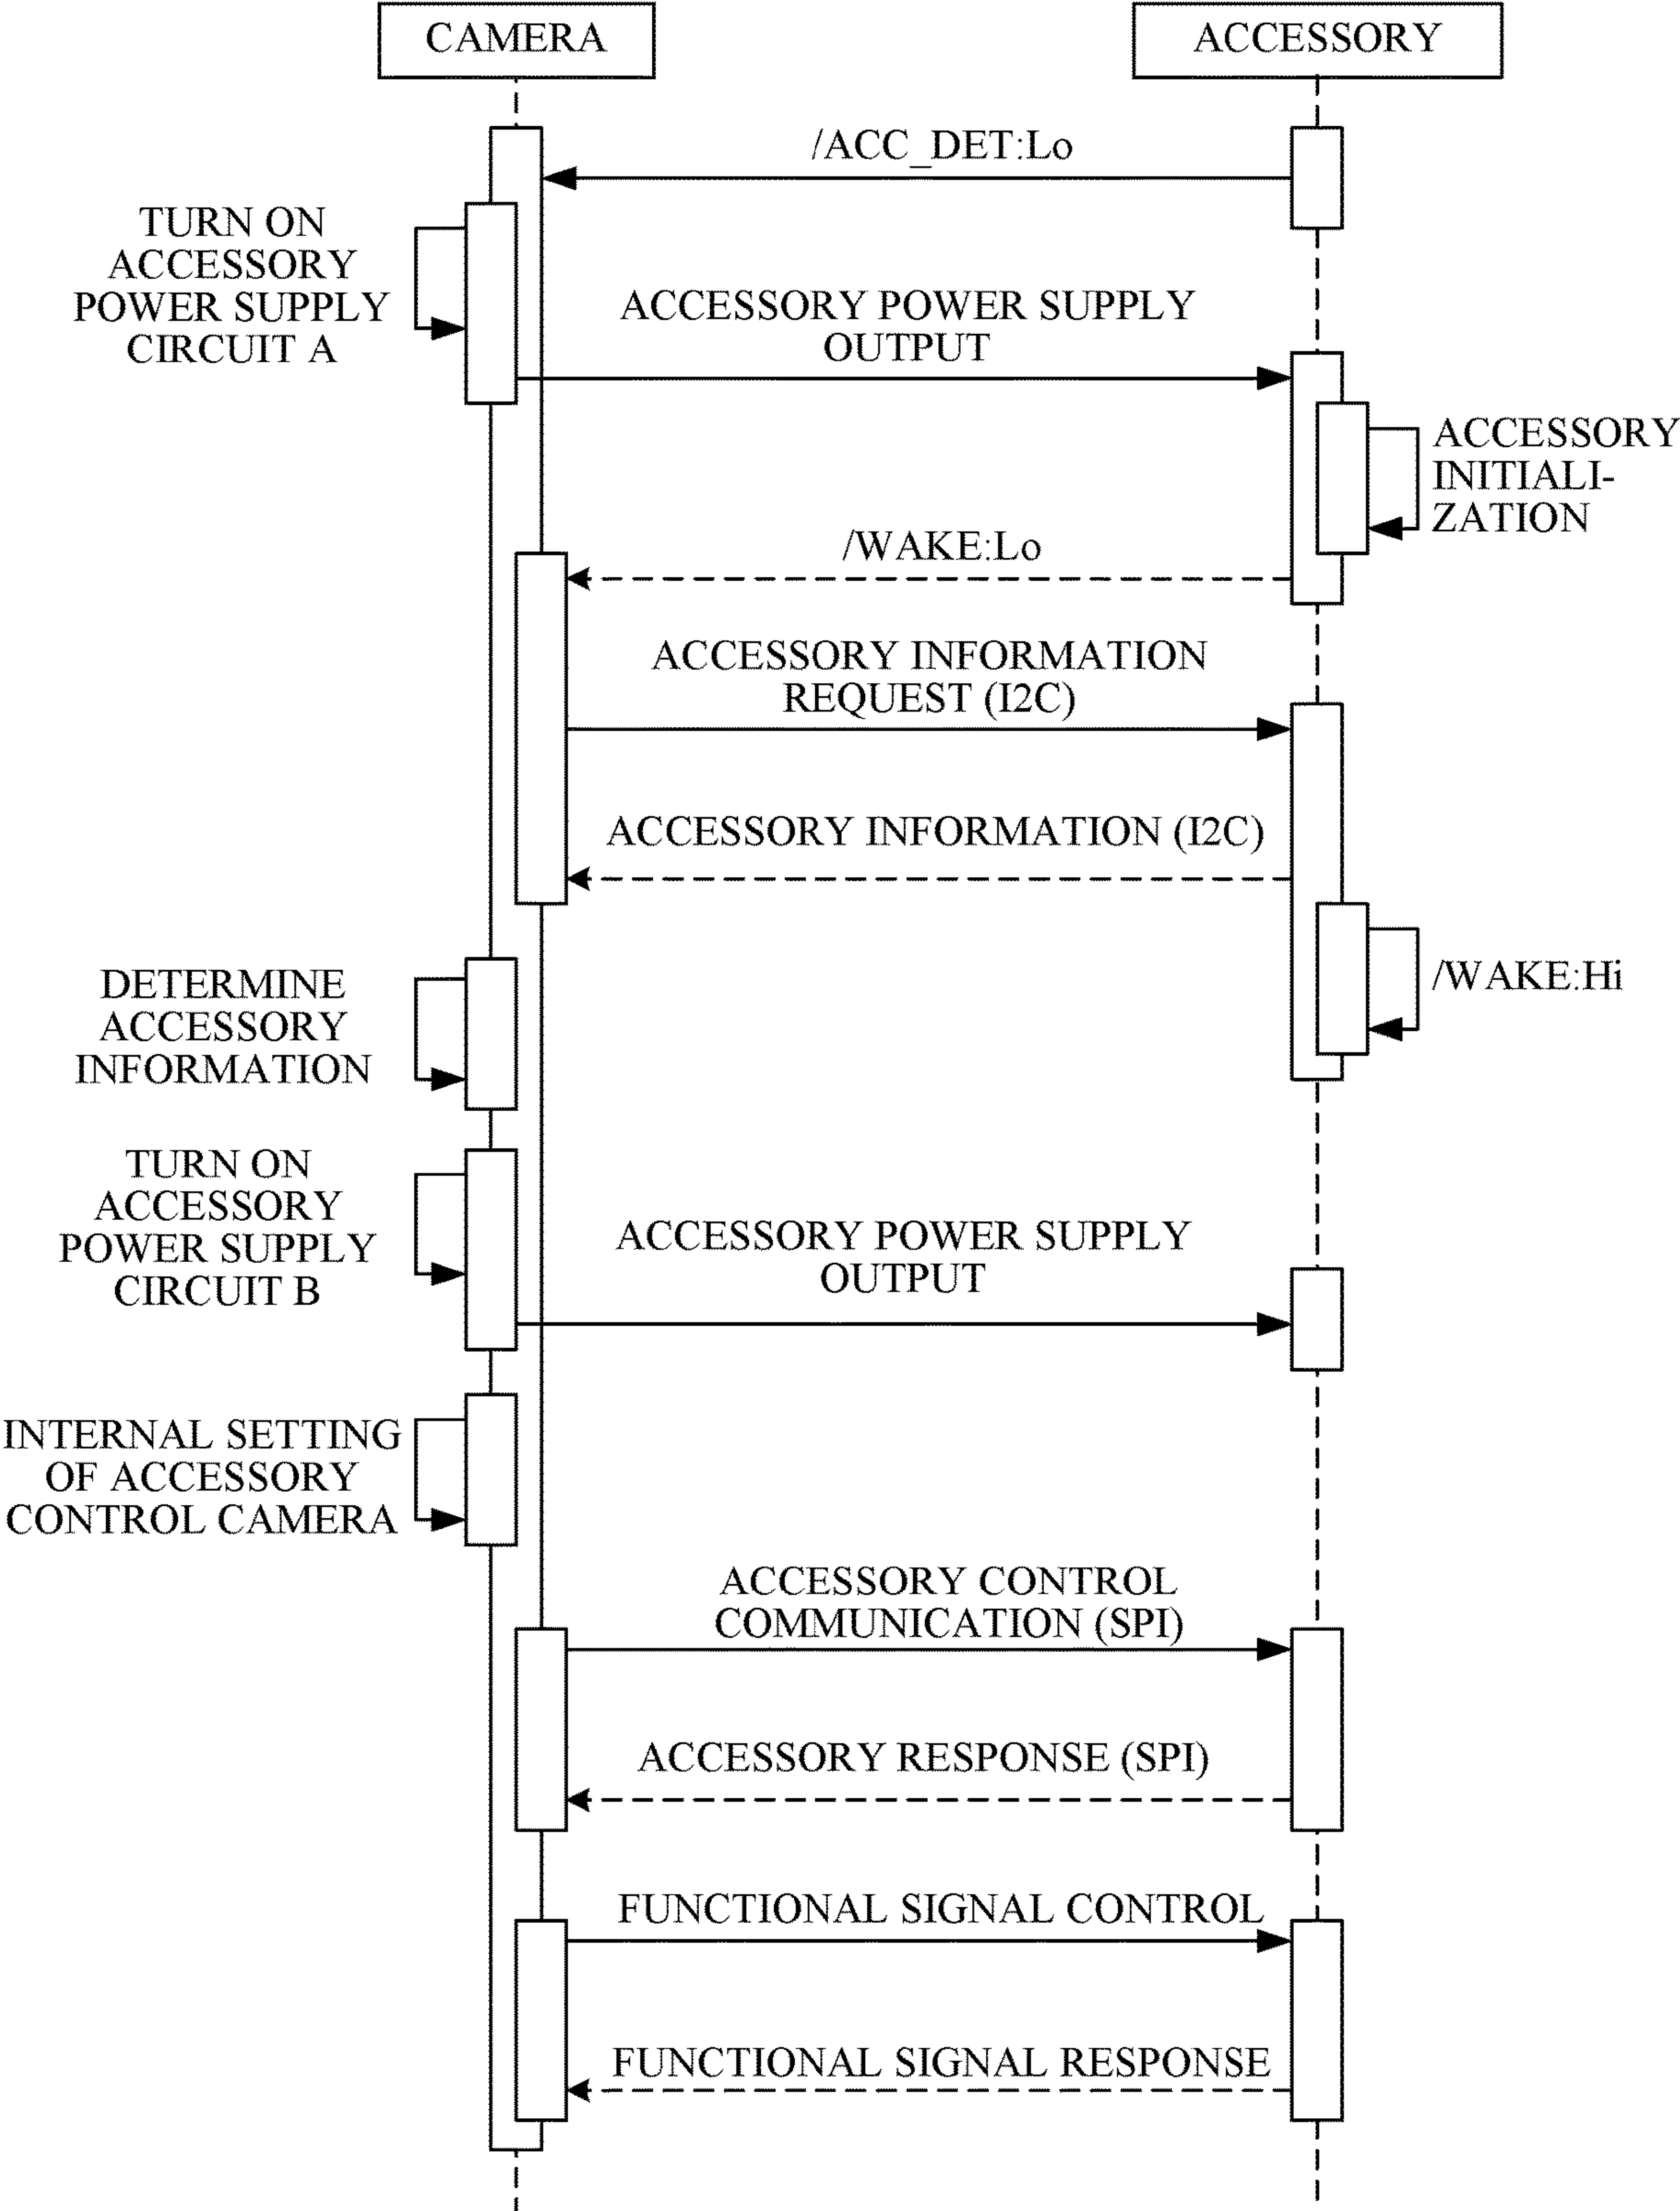 CAMERA
ACCESSORY
/ACC_DET:Lo
TURN ON
ACCESSORY
POWER SUPPLY
CIRCUIT A
ACCESSORY POWER SUPPLY
OUTPUT
ACCESSORY
INITIALI-
ZATION
/WAKE:Lo
ACCESSORY INFORMATION
REQUEST (I2C)
ACCESSORY INFORMATION (I2C)
/WAKE:Hi
DETERMINE
ACCESSORY
INFORMATION
TURN ON
ACCESSORY
POWER SUPPLY
CIRCUIT B
ACCESSORY POWER SUPPLY
OUTPUT
INTERNAL SETTING
OF ACCESSORY
CONTROL CAMERA
ACCESSORY CONTROL
COMMUNICATION (SPI)
ACCESSORY RESPONSE (SPI)
FUNCTIONAL SIGNAL CONTROL
FUNCTIONAL SIGNAL RESPONSE